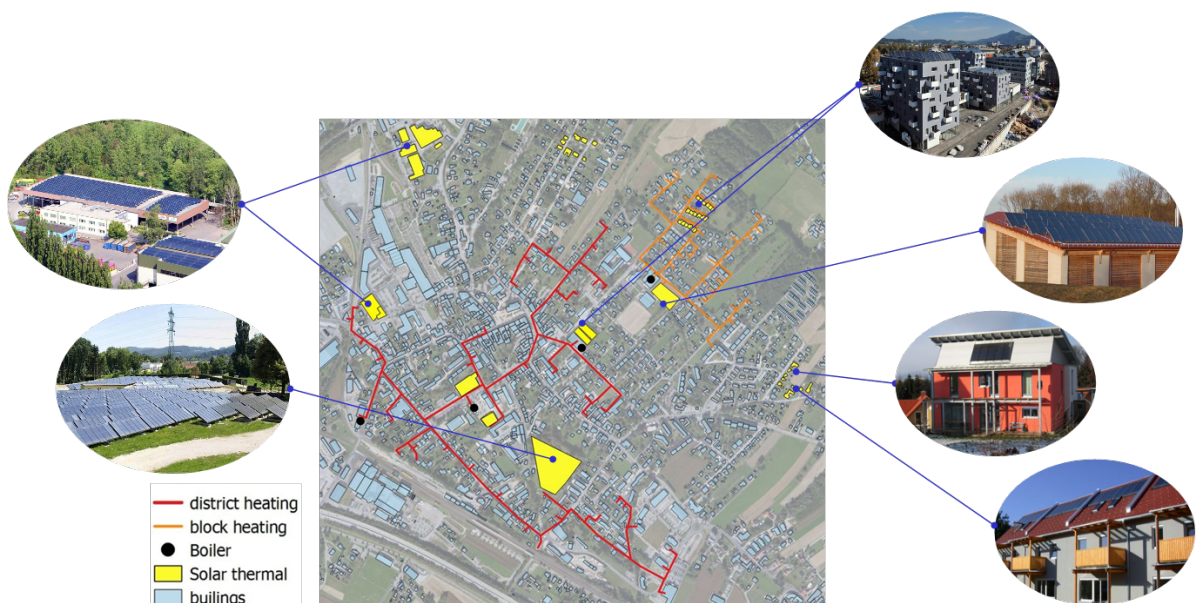 district heating
block heating
Boiler
Solar thermal
builings